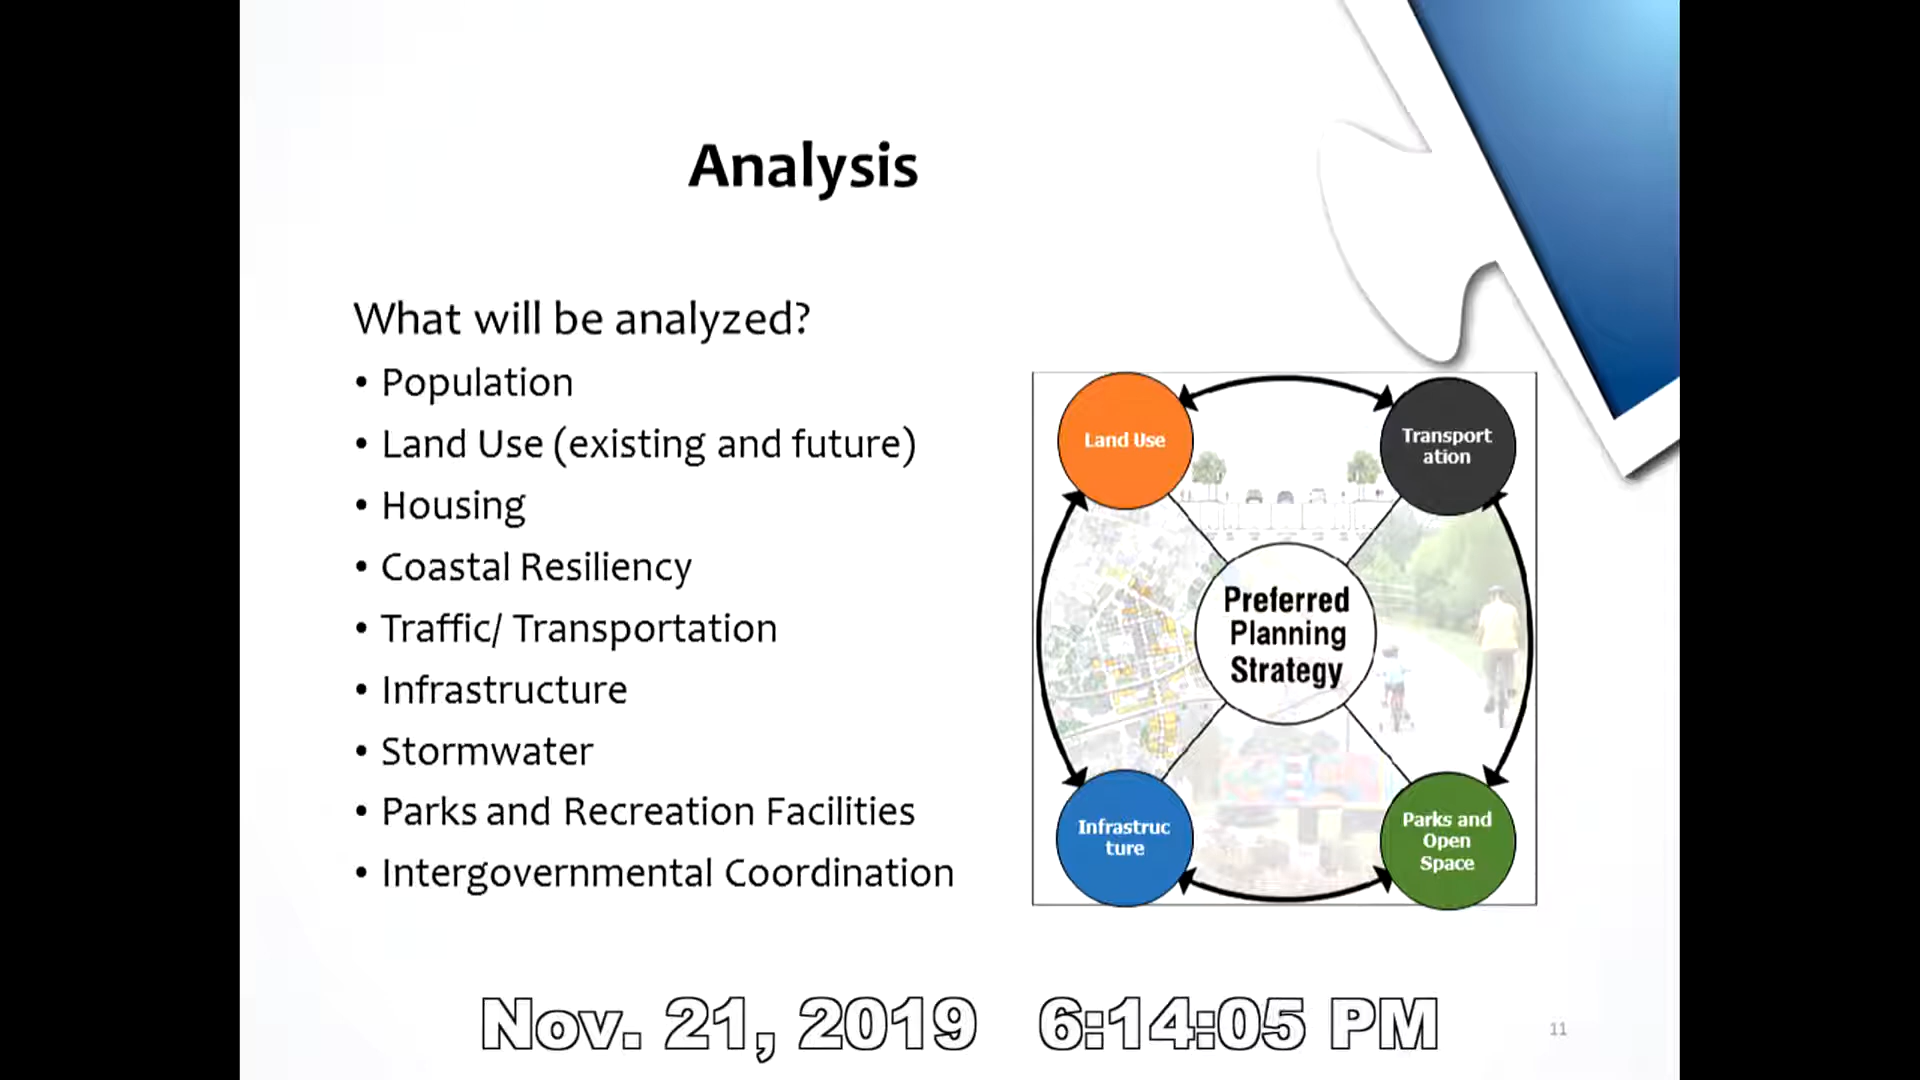 Analysis
What will be analyzed?
• Population
• Land Use (existing and future)
• Housing
• Coastal Resiliency
• Traffic/ Transportation
• Infrastructure
• Stormwater
• Parks and Recreation Facilities
• Intergovernmental Coordination
Land Use
Transport
ation
Preferred
Planning
Strategy
Infrastruc
ture
Parks and
Open
Space
Nov. 21, 2019 6:14:05 PM
11